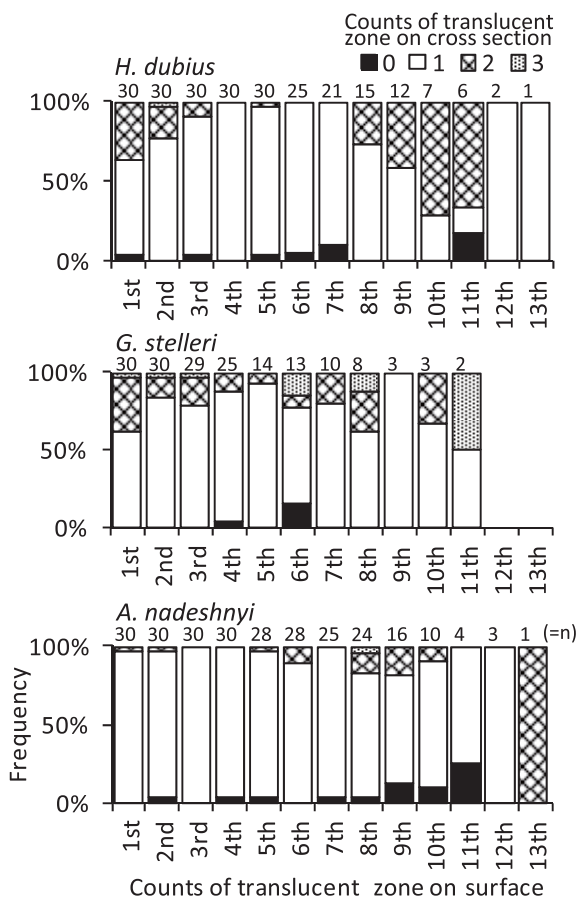 Counts of translucent
zone on cross section
0 1 2 3
H. dubius
30 30 30 30 30 25 21 15 12 7 6 2 1
100%
50%
0%
1st 2nd 3rd 4th 5th 6th 7th 8th 9th 10th 11th 12th 13th
G. stelleri
30 30 29 25 14 13 10 8 3 3 2
100%
50%
0%
1st 2nd 3rd 4th 5th 6th 7th 8th 9th 10th 11th 12th 13th
A. nadeshnyi
30 30 30 30 28 28 25 24 16 10 4 3 1 (=n)
100%
50%
0%
Frequency
1st 2nd 3rd 4th 5th 6th 7th 8th 9th 10th 11th 12th 13th
Counts of translucent zone on surface